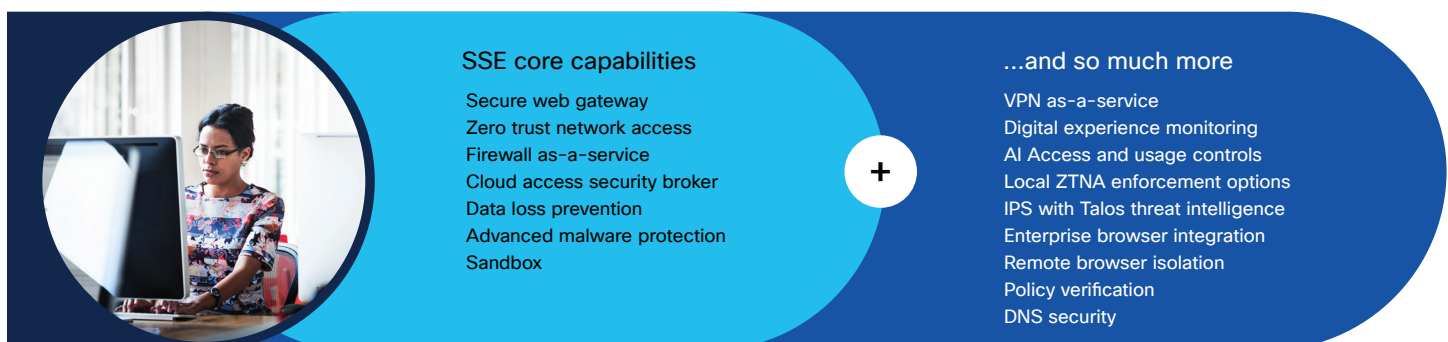 SSE core capabilities
Secure web gateway
Zero trust network access
Firewall as-a-service
Cloud access security broker
Data loss prevention
Advanced malware protection
Sandbox
+
...and so much more
VPN as-a-service
Digital experience monitoring
AI Access and usage controls
Local ZTNA enforcement options
IPS with Talos threat intelligence
Enterprise browser integration
Remote browser isolation
Policy verification
DNS security